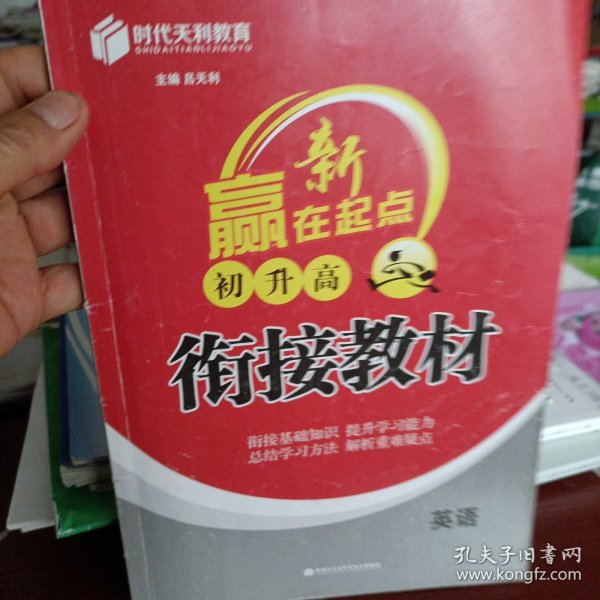 时代天利教育
SHIDAITIANLIJIAOYU
主编 吕天利
新
赢在起点
初升高
衔接教材
衔接基础知识 提升学习能力
总结学习方法 解析重难疑点
英语
孔夫子旧书网
www.kongfz.com